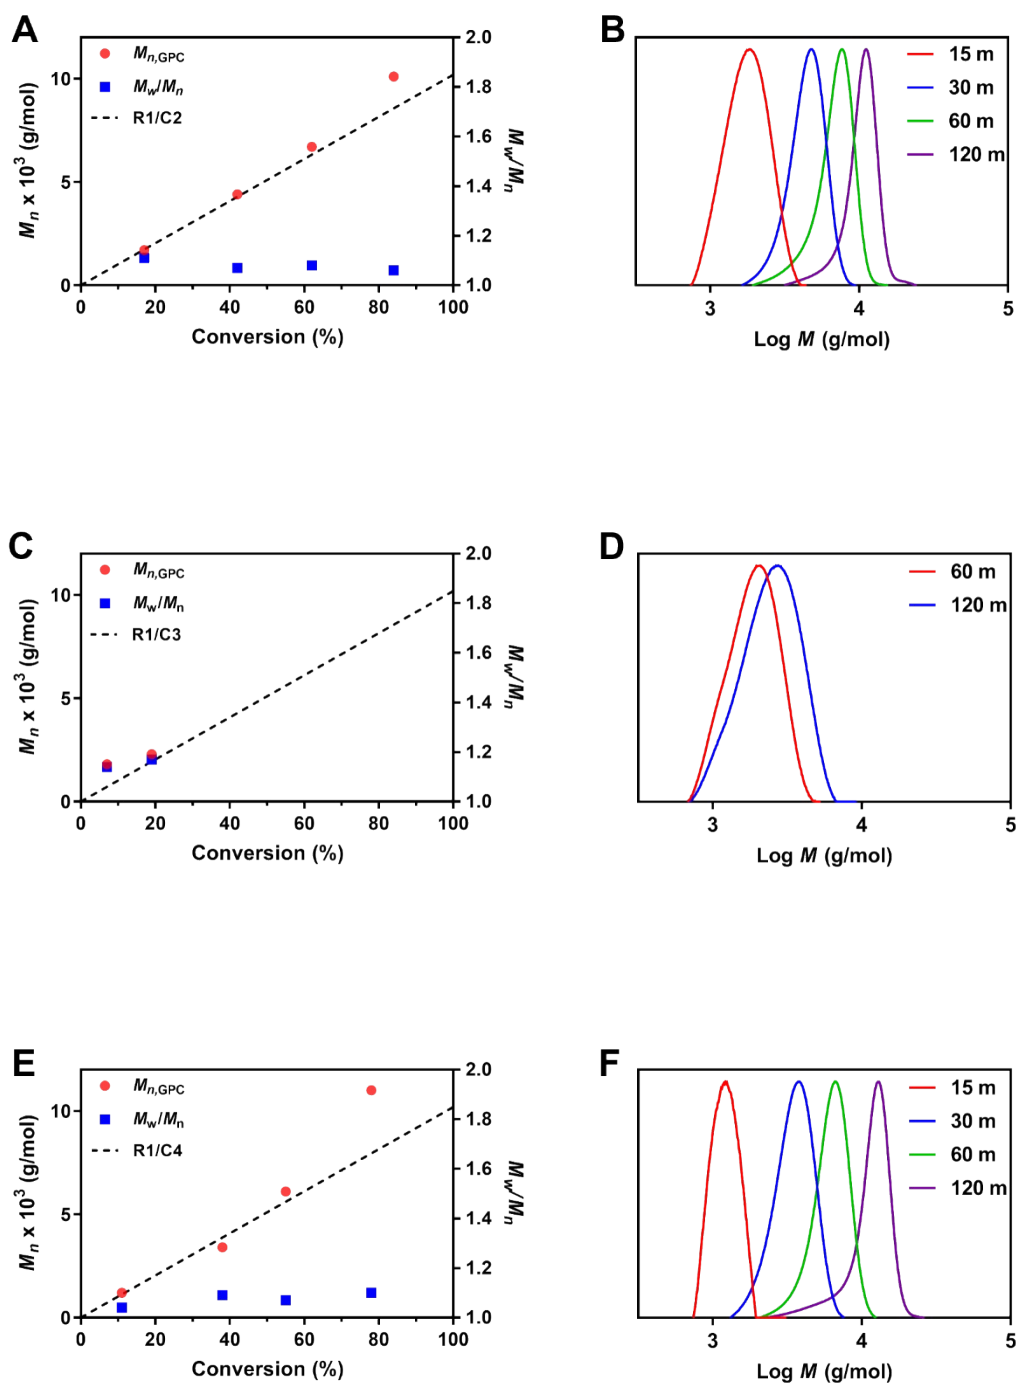 A
Mn,GPC
Mw/Mn
R1/C2
10
5
0
Mn x 10³ (g/mol)
2.0
1.8
1.6
1.4
1.2
1.0
Mw/Mn
0 20 40 60 80 100
Conversion (%)
B
15 m
30 m
60 m
120 m
3 4 5
Log M (g/mol)
C
Mn,GPC
Mw/Mn
R1/C3
10
5
0
Mn x 10³ (g/mol)
2.0
1.8
1.6
1.4
1.2
1.0
Mw/Mn
0 20 40 60 80 100
Conversion (%)
D
60 m
120 m
3 4 5
Log M (g/mol)
E
Mn,GPC
Mw/Mn
R1/C4
10
5
0
Mn x 10³ (g/mol)
2.0
1.8
1.6
1.4
1.2
1.0
Mw/Mn
0 20 40 60 80 100
Conversion (%)
F
15 m
30 m
60 m
120 m
3 4 5
Log M (g/mol)